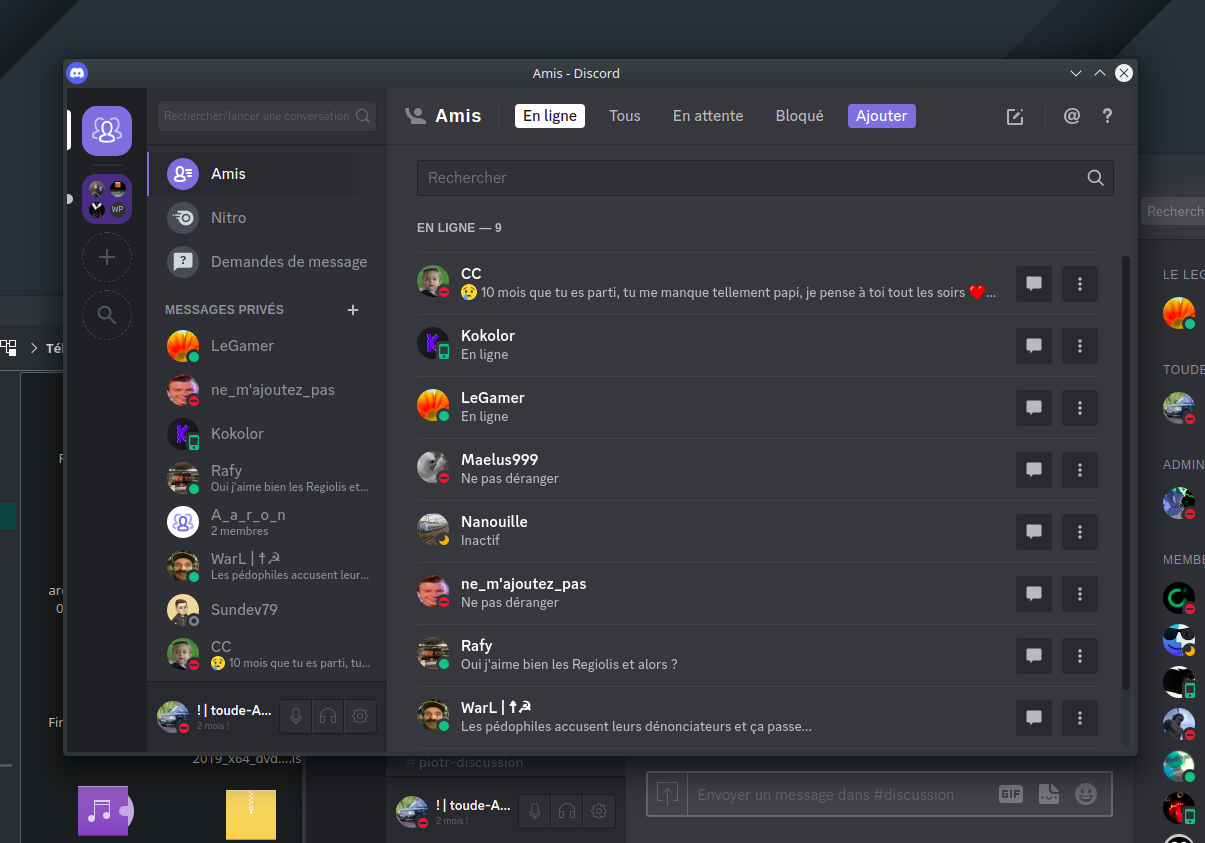 Amis - Discord
Rechercher/lancer une conversation
Amis
En ligne
Tous
En attente
Bloqué
Ajouter
@
?
WP
Amis
Nitro
Demandes de message
MESSAGES PRIVÉS
LeGamer
ne_m'ajoutez_pas
Kokolor
Rafy
Oui j'aime bien les Regiolis et...
A_a_r_o_n
2 membres
WarL | ☨☭
Les pédophiles accusent leur...
Sundev79
CC
😢 10 mois que tu es parti, tu...
! | toude-A...
2 mois !
Rechercher
EN LIGNE — 9
CC
😢 10 mois que tu es parti, tu me manque tellement papi, je pense à toi tout les soirs ❤️...
Kokolor
En ligne
LeGamer
En ligne
Maelus999
Ne pas déranger
Nanouille
Inactif
ne_m'ajoutez_pas
Ne pas déranger
Rafy
Oui j'aime bien les Regiolis et alors ?
WarL | ☨☭
Les pédophiles accusent leurs dénonciateurs et ça passe...
Recherch
LE LEG
TOUDE
ADMIN
MEMBE
Tél
Fir
2019_x64_dvd....is
# piotr-discussion
! | toude-A...
2 mois !
Envoyer un message dans #discussion
GIF